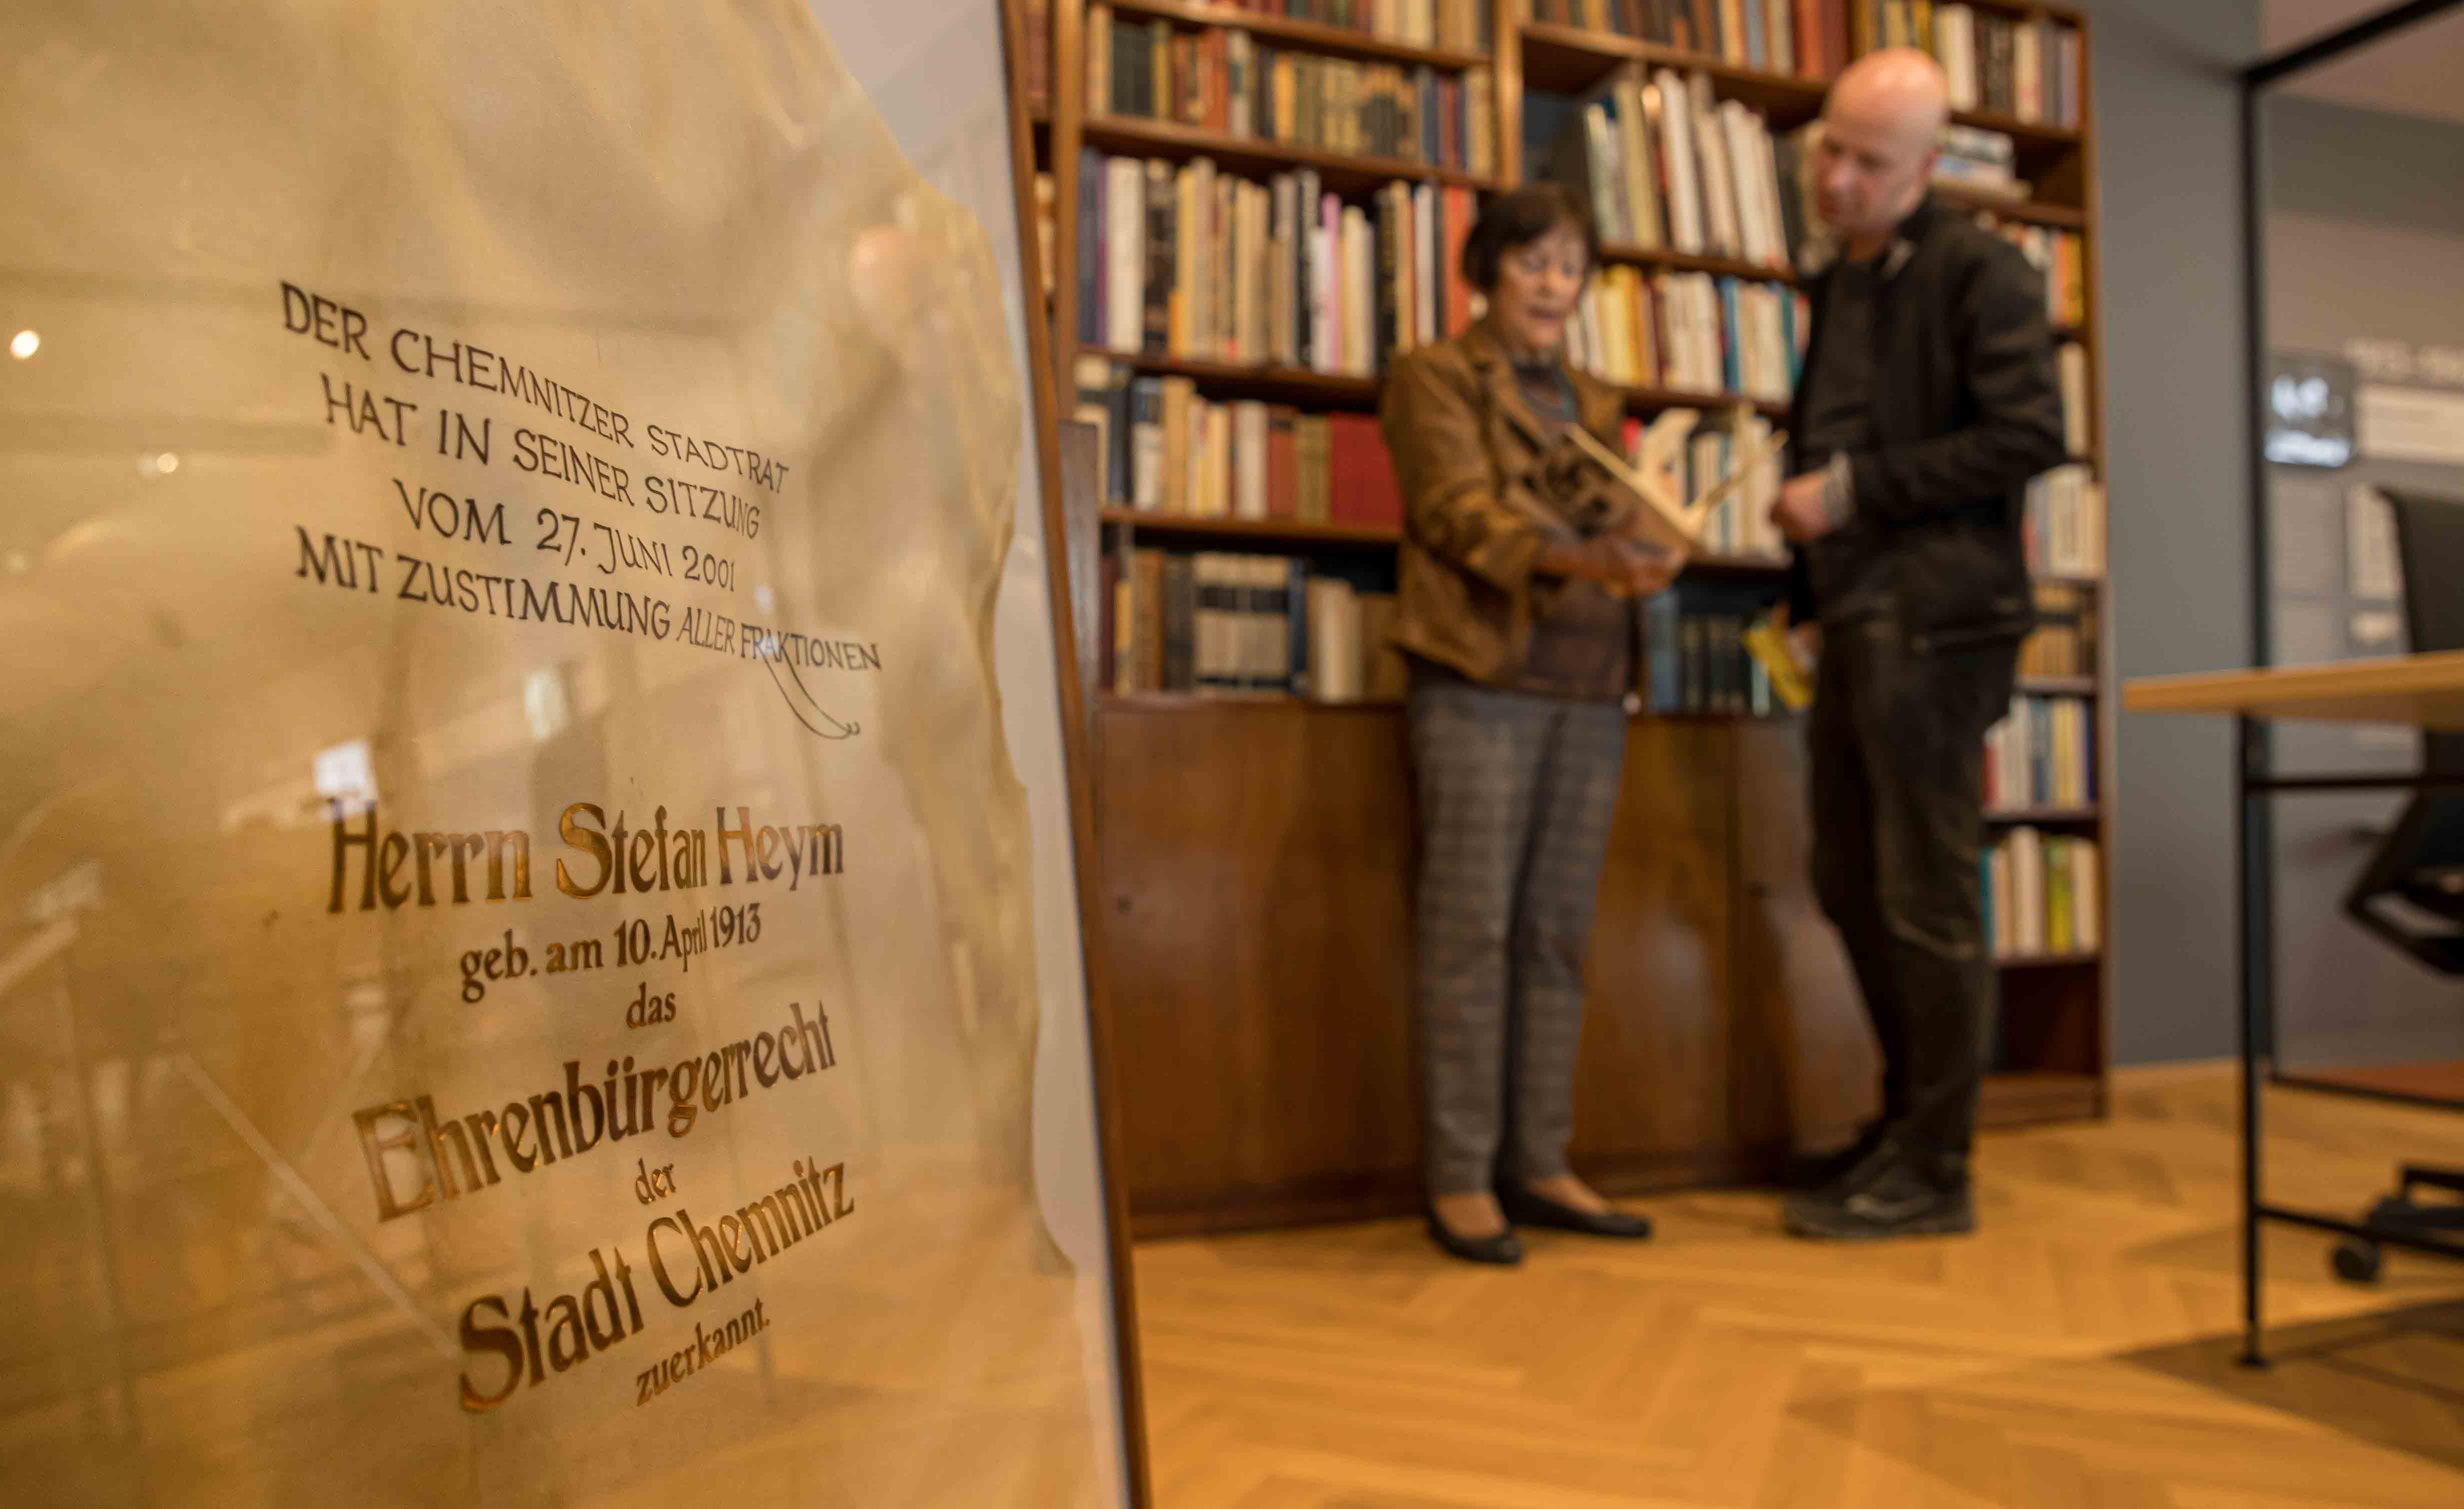 DER CHEMNITZER STADTRAT
HAT IN SEINER SITZUNG
VOM 27. JUNI 2001
MIT ZUSTIMMUNG ALLER FRAKTIONEN
Herrn Stefan Heym
geb. am 10. April 1913
das
Ehrenbürgerrecht
der
Stadt Chemnitz
zuerkannt.